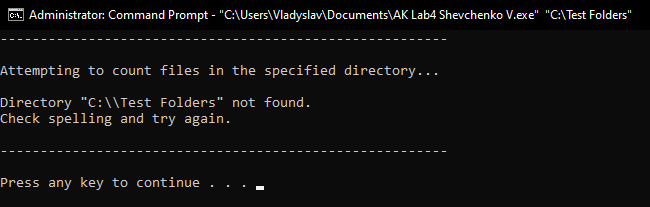 Administrator: Command Prompt - "C:\Users\Vladyslav\Documents\AK Lab4 Shevchenko V.exe"  "C:\Test Folders"
--------------------------------------------------------
Attempting to count files in the specified directory...
Directory "C:\\Test Folders" not found.
Check spelling and try again.
--------------------------------------------------------
Press any key to continue . . .